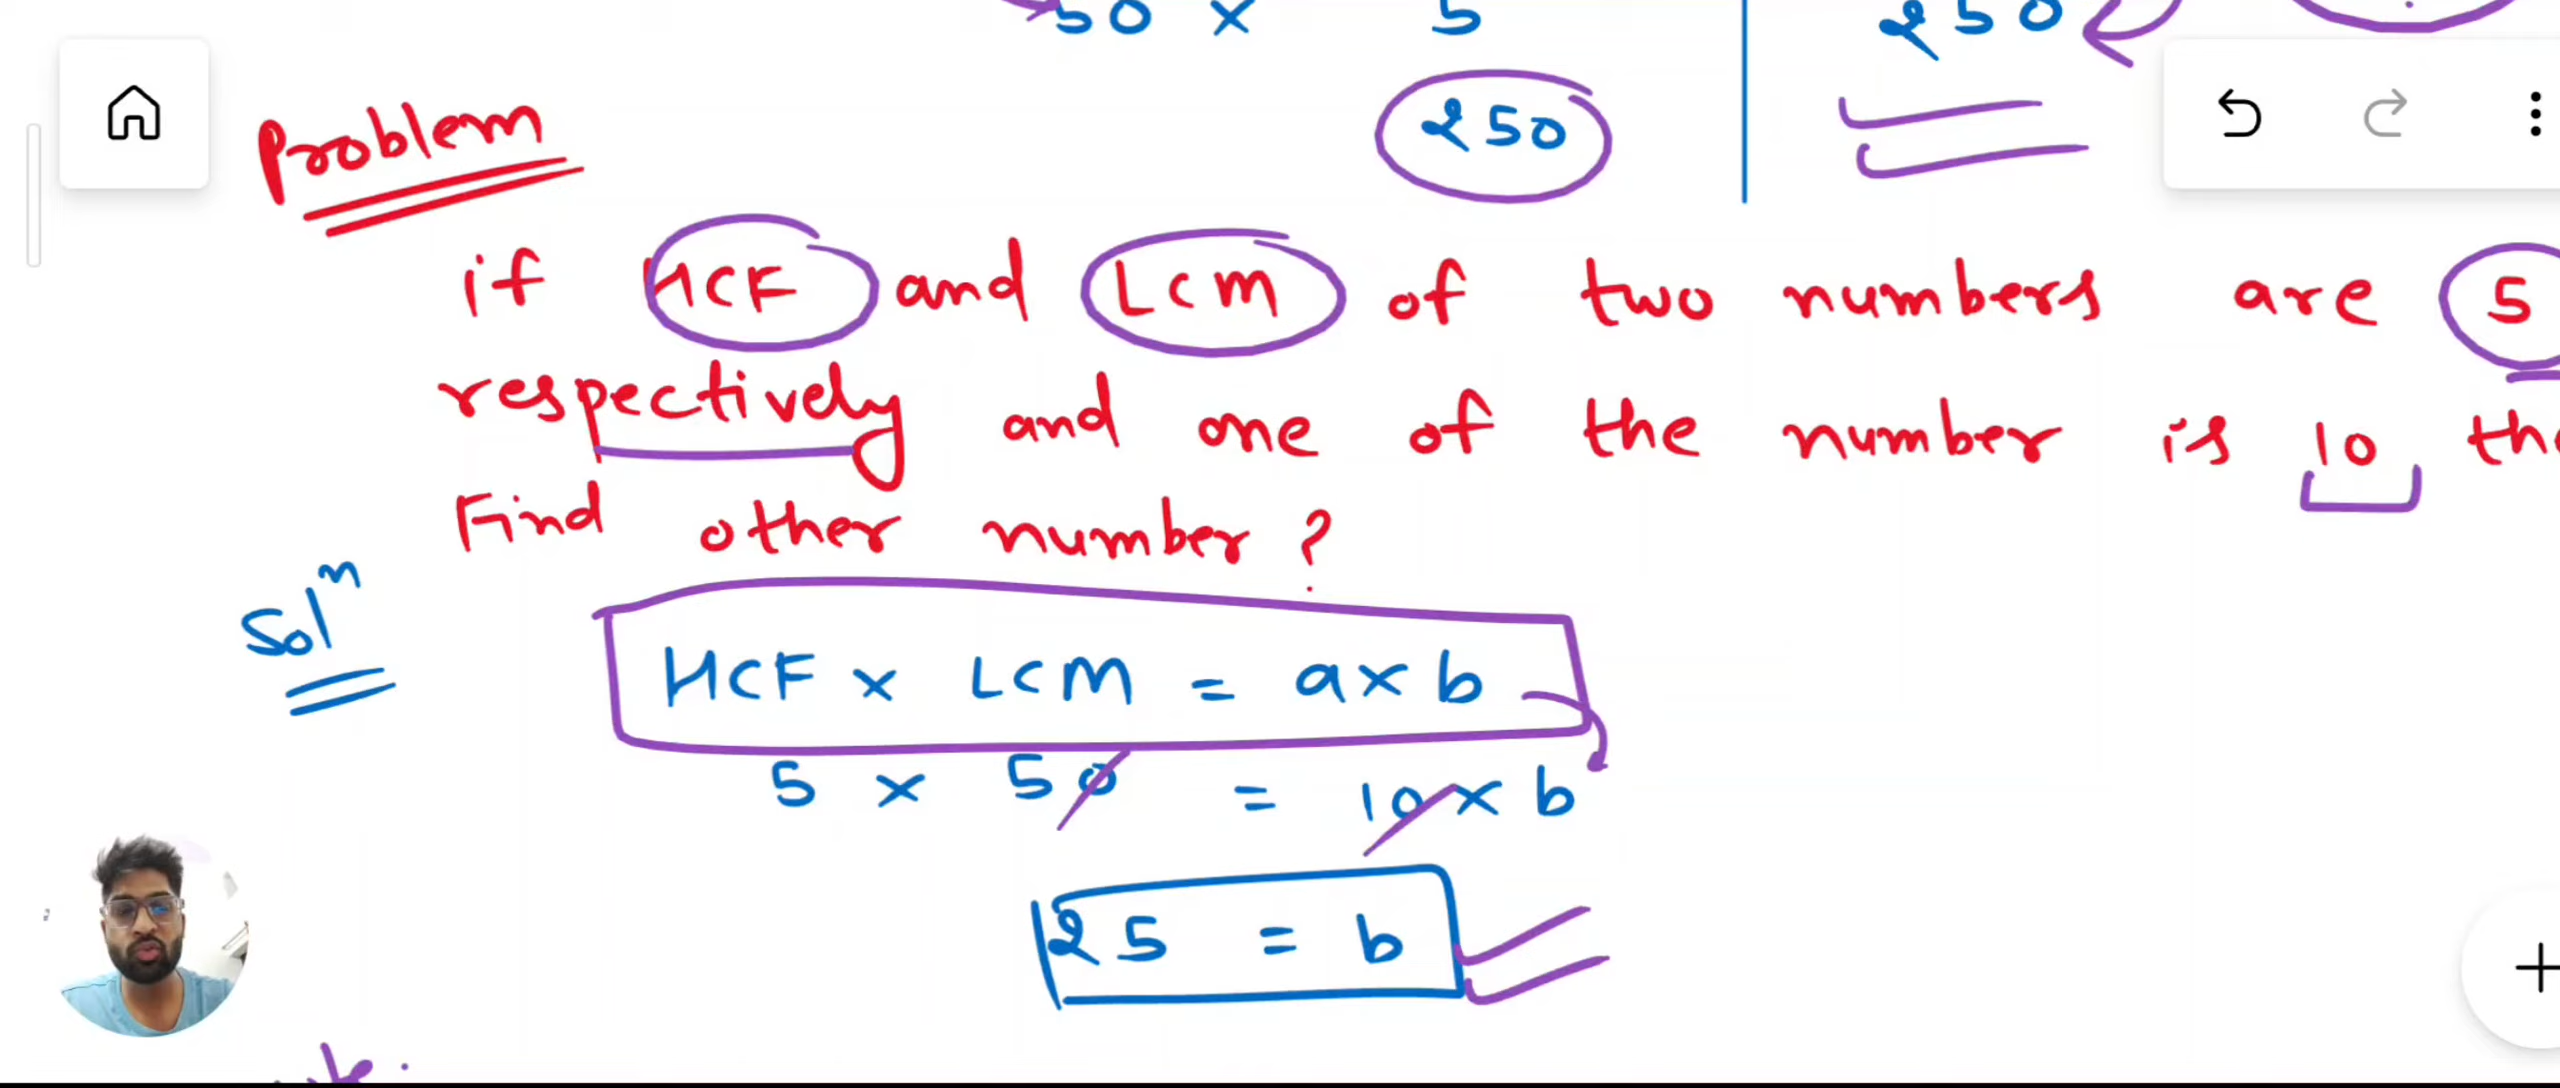 50 × 5
250
250
Problem
if HCF and LCM of two numbers are 5
respectively and one of the number is 10
Find other number?
Solⁿ
HCF × LCM = a × b
5 × 50 = 10 × b
25 = b